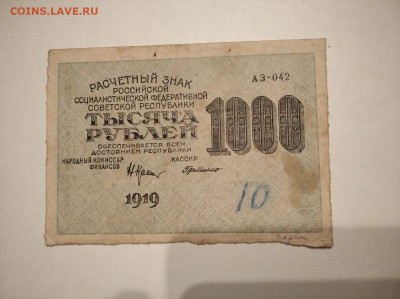 COINS.LAVE.RU
РАСЧЕТНЫЙ ЗНАК
РОССИЙСКОЙ
СОЦИАЛИСТИЧЕСКОЙ ФЕДЕРАТИВНОЙ
СОВЕТСКОЙ РЕСПУБЛИКИ
АЗ-042
ТЫСЯЧА
РУБЛЕЙ
1000
ОБЕСПЕЧИВАЕТСЯ ВСЕМ
ДОСТОЯНИЕМ РЕСПУБЛИКИ
НАРОДНЫЙ КОМИССАР
ФИНАНСОВ
КАССИР
1919
10